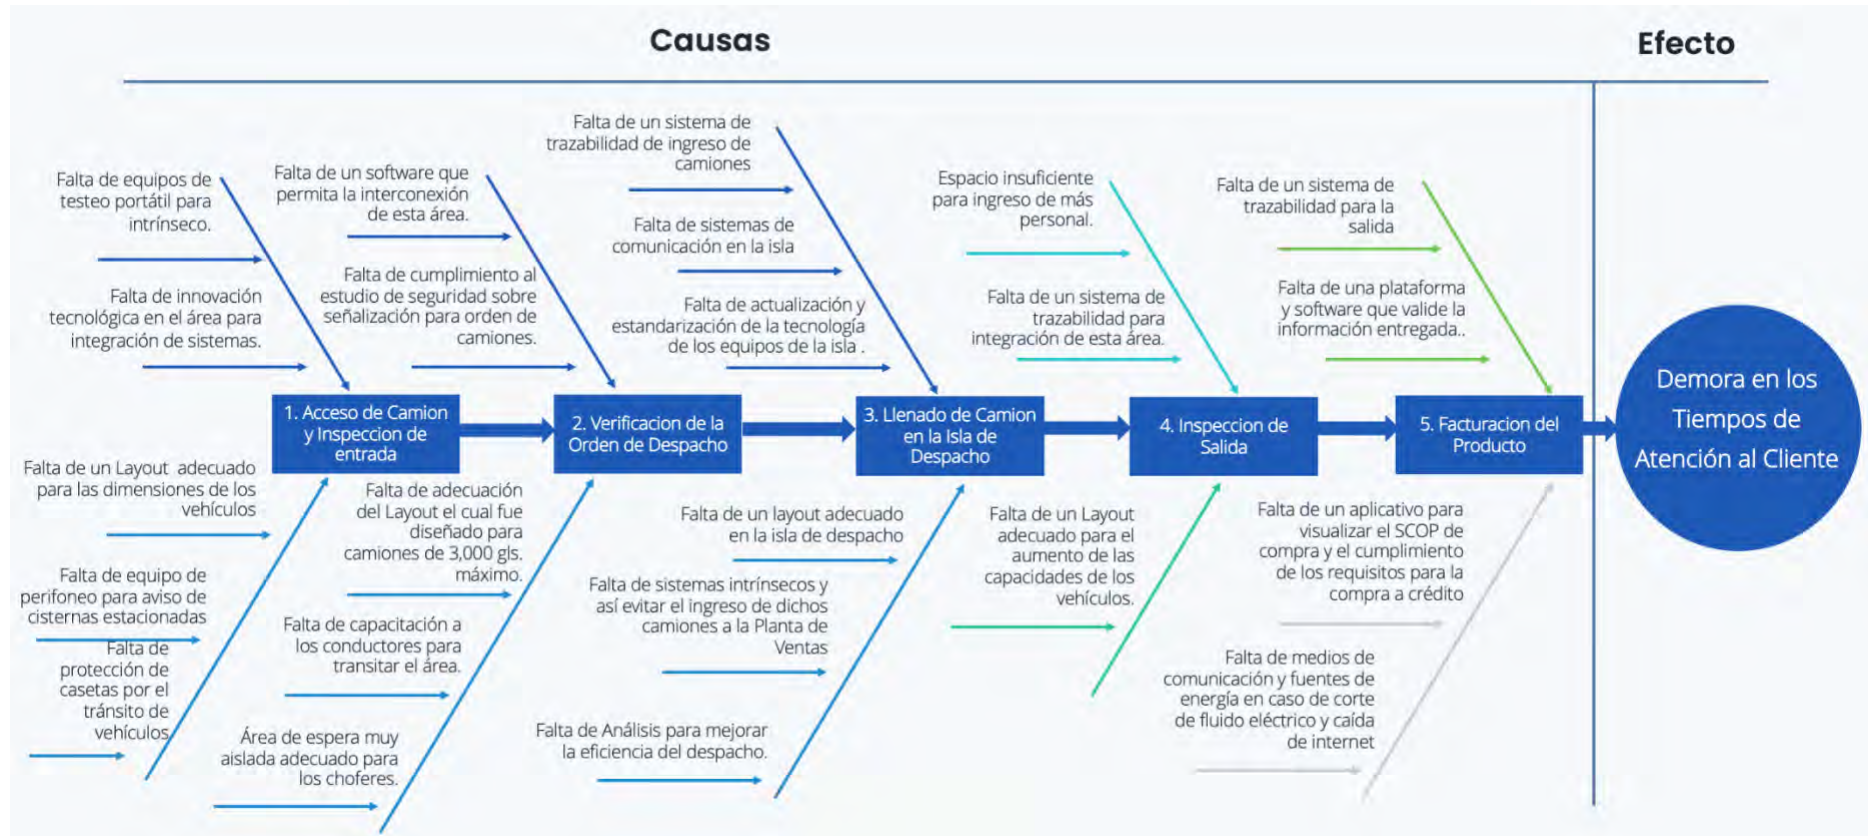 Causas
Efecto
Falta de equipos de
testeo portátil para
intrínseco.
Falta de innovación
tecnológica en el área para
integración de sistemas.
Falta de un software que
permita la interconexión
de esta área.
Falta de cumplimiento al
estudio de seguridad sobre
señalización para orden de
camiones.
Falta de un sistema de
trazabilidad de ingreso de
camiones
Falta de sistemas de
comunicación en la isla
Falta de actualización y
estandarización de la tecnología
de los equipos de la isla .
Espacio insuficiente
para ingreso de más
personal.
Falta de un sistema de
trazabilidad para
integración de esta área.
Falta de un sistema de
trazabilidad para la
salida
Falta de una plataforma
y software que valide la
información entregada..
1. Acceso de Camion
y Inspeccion de
entrada
2. Verificacion de la
Orden de Despacho
3. Llenado de Camion
en la Isla de
Despacho
4. Inspeccion de
Salida
5. Facturacion del
Producto
Demora en los
Tiempos de
Atención al Cliente
Falta de un Layout adecuado
para las dimensiones de los
vehículos
Falta de equipo de
perifoneo para aviso de
cisternas estacionadas
Falta de
protección de
casetas por el
tránsito de
vehículos
Falta de adecuación
del Layout el cual fue
diseñado para
camiones de 3,000 gls.
máximo.
Falta de capacitación a
los conductores para
transitar el área.
Área de espera muy
aislada adecuado para
los choferes.
Falta de un layout adecuado
en la isla de despacho
Falta de sistemas intrínsecos y
así evitar el ingreso de dichos
camiones a la Planta de
Ventas
Falta de Análisis para mejorar
la eficiencia del despacho.
Falta de un Layout
adecuado para el
aumento de las
capacidades de los
vehículos.
Falta de un aplicativo para
visualizar el SCOP de
compra y el cumplimiento
de los requisitos para la
compra a crédito
Falta de medios de
comunicación y fuentes de
energía en caso de corte
de fluido eléctrico y caída
de internet